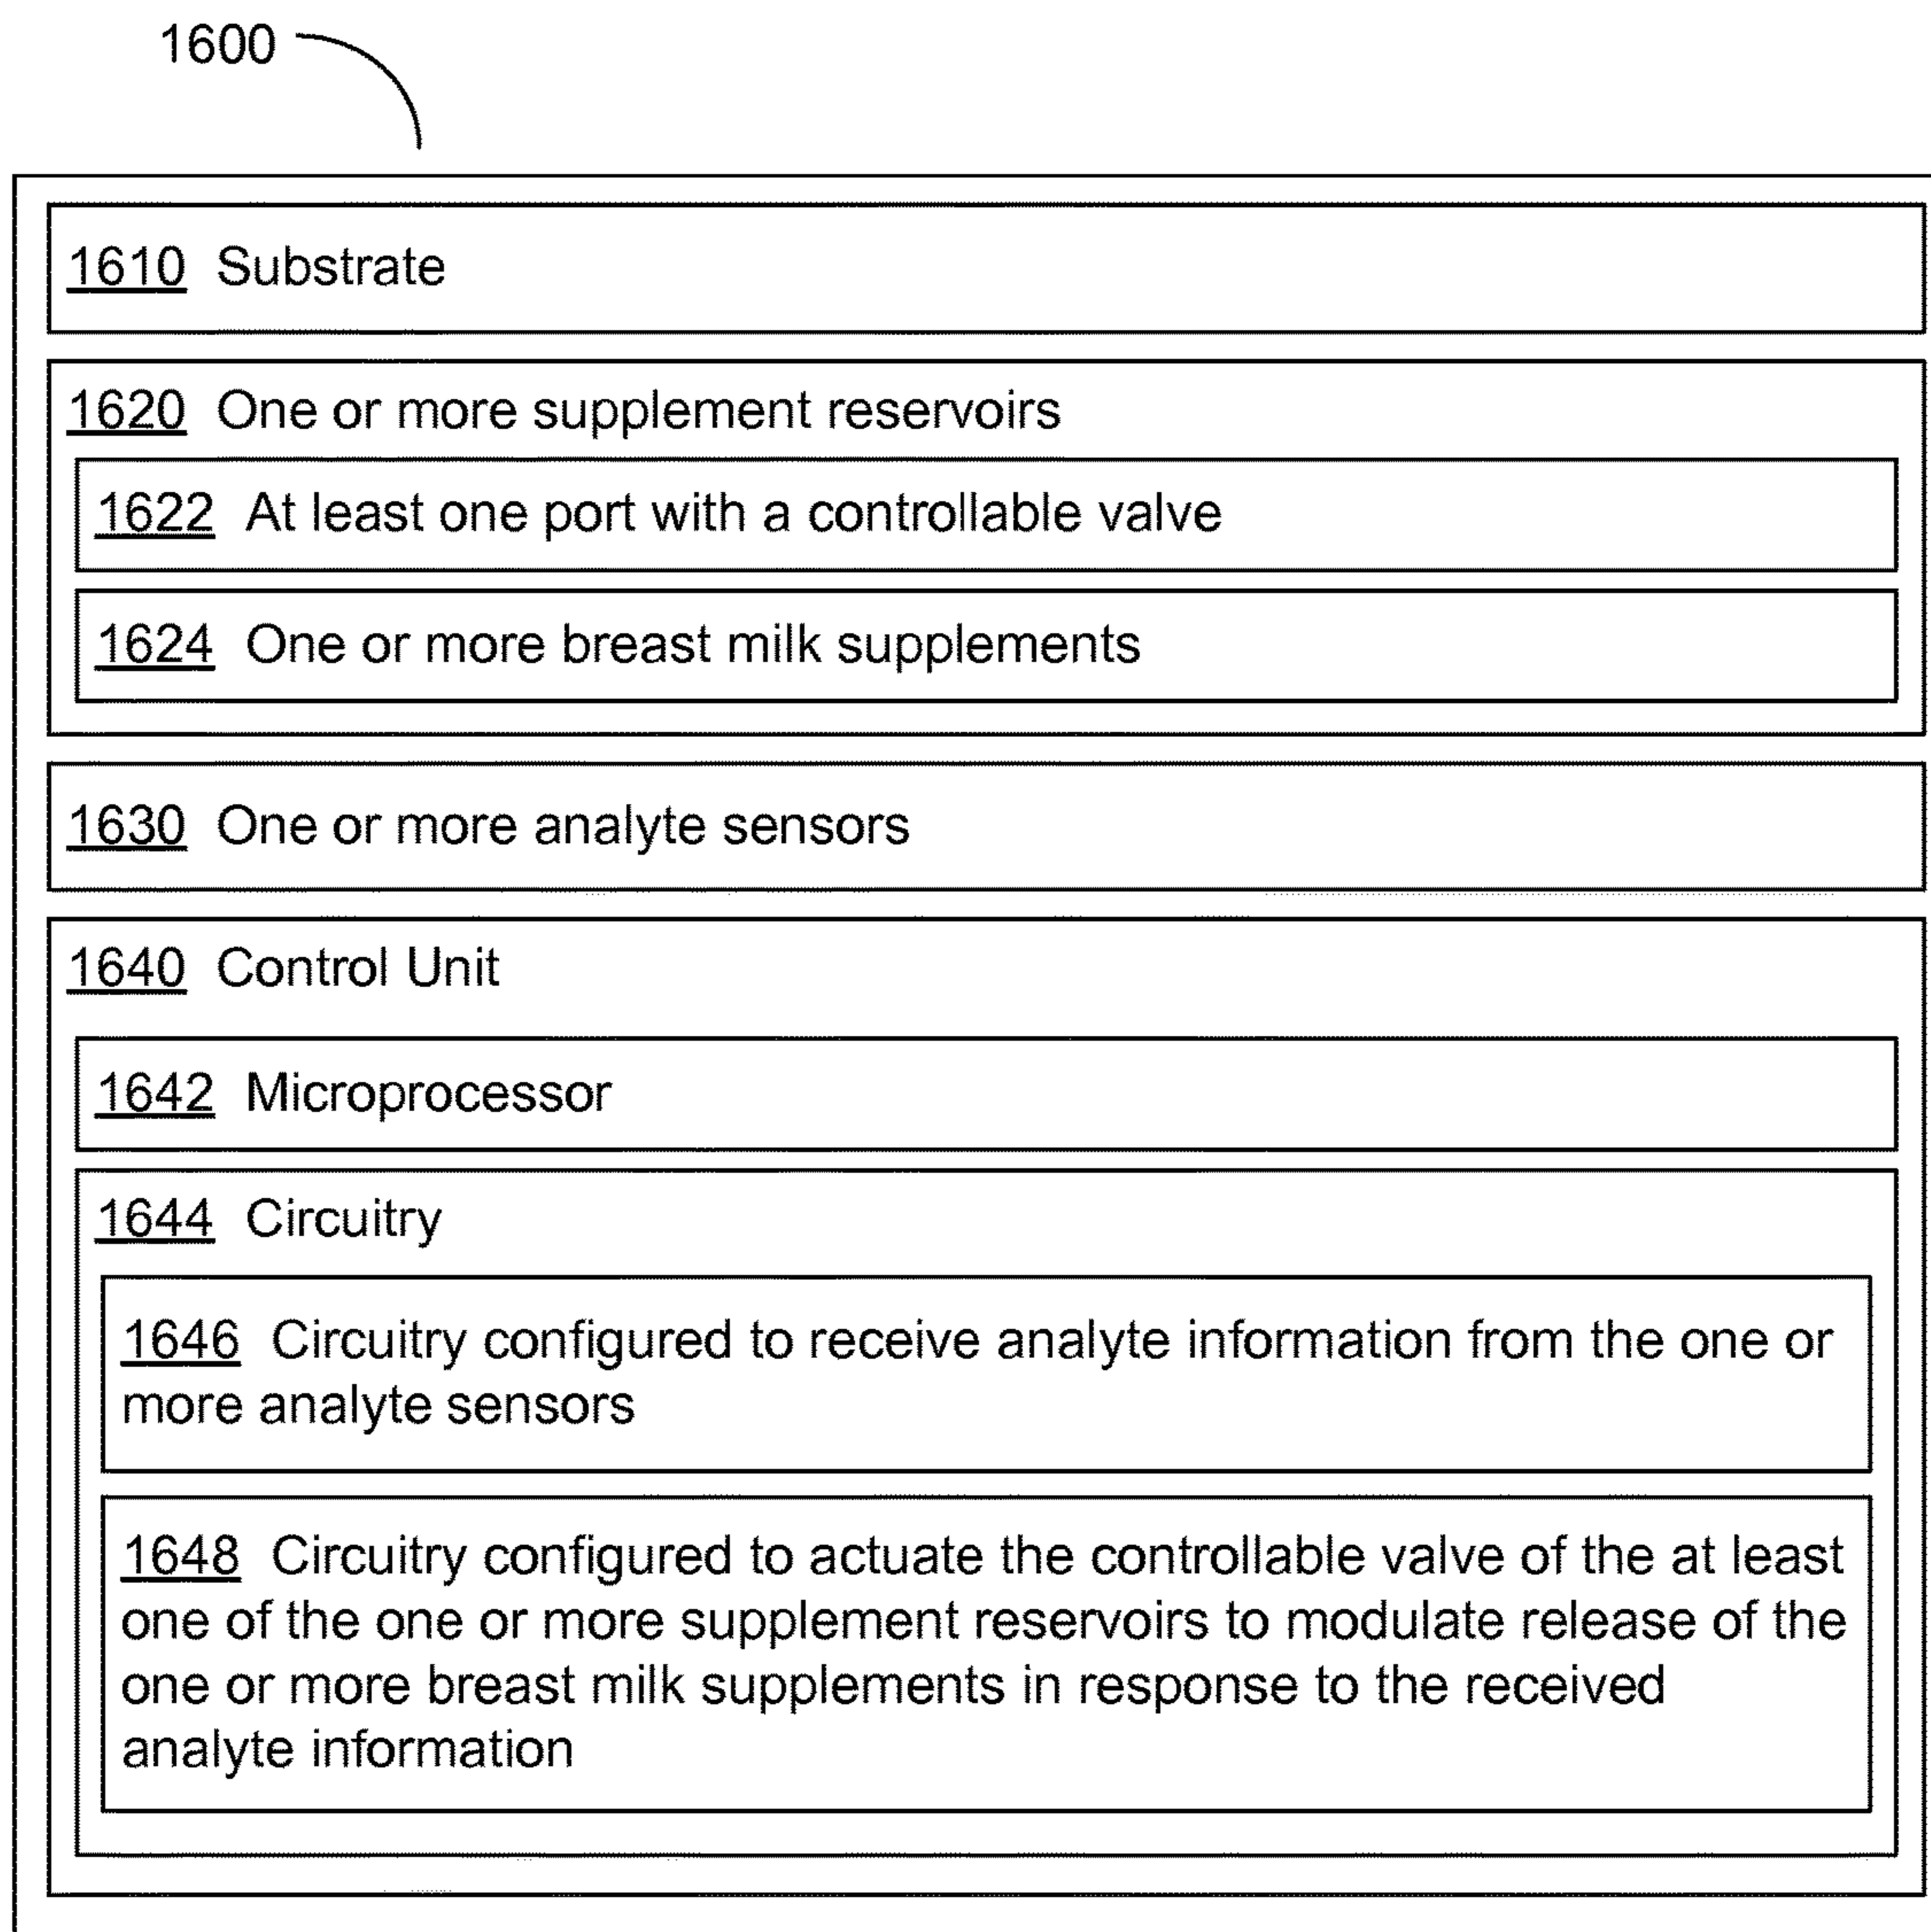 1600
1610 Substrate
1620 One or more supplement reservoirs
1622 At least one port with a controllable valve
1624 One or more breast milk supplements
1630 One or more analyte sensors
1640 Control Unit
1642 Microprocessor
1644 Circuitry
1646 Circuitry configured to receive analyte information from the one or
more analyte sensors
1648 Circuitry configured to actuate the controllable valve of the at least
one of the one or more supplement reservoirs to modulate release of the
one or more breast milk supplements in response to the received
analyte information